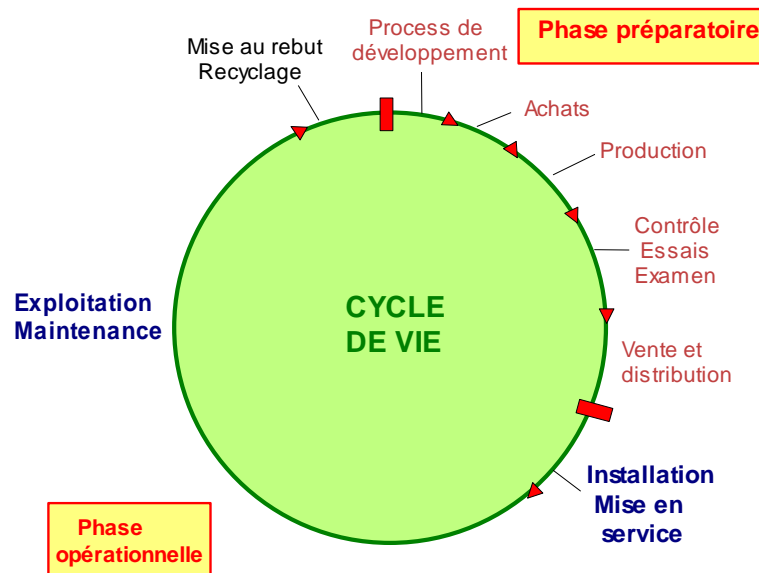 Process de
développement
Phase préparatoire
Mise au rebut
Recyclage
Achats
Production
Contrôle
Essais
Examen
Exploitation
Maintenance
CYCLE
DE VIE
Vente et
distribution
Installation
Mise en
service
Phase
opérationnelle